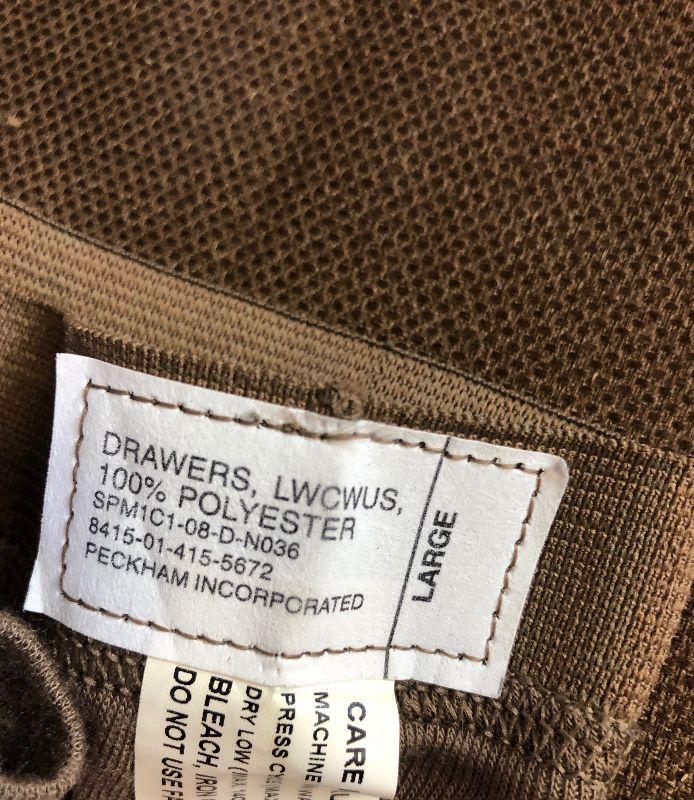 DRAWERS, LWCWUS,
100% POLYESTER
SPM1C1-08-D-N036
8415-01-415-5672
PECKHAM INCORPORATED
LARGE
CARE
MACHINE
PRESS
DRY LOW
BLEACH,
DO NOT USE